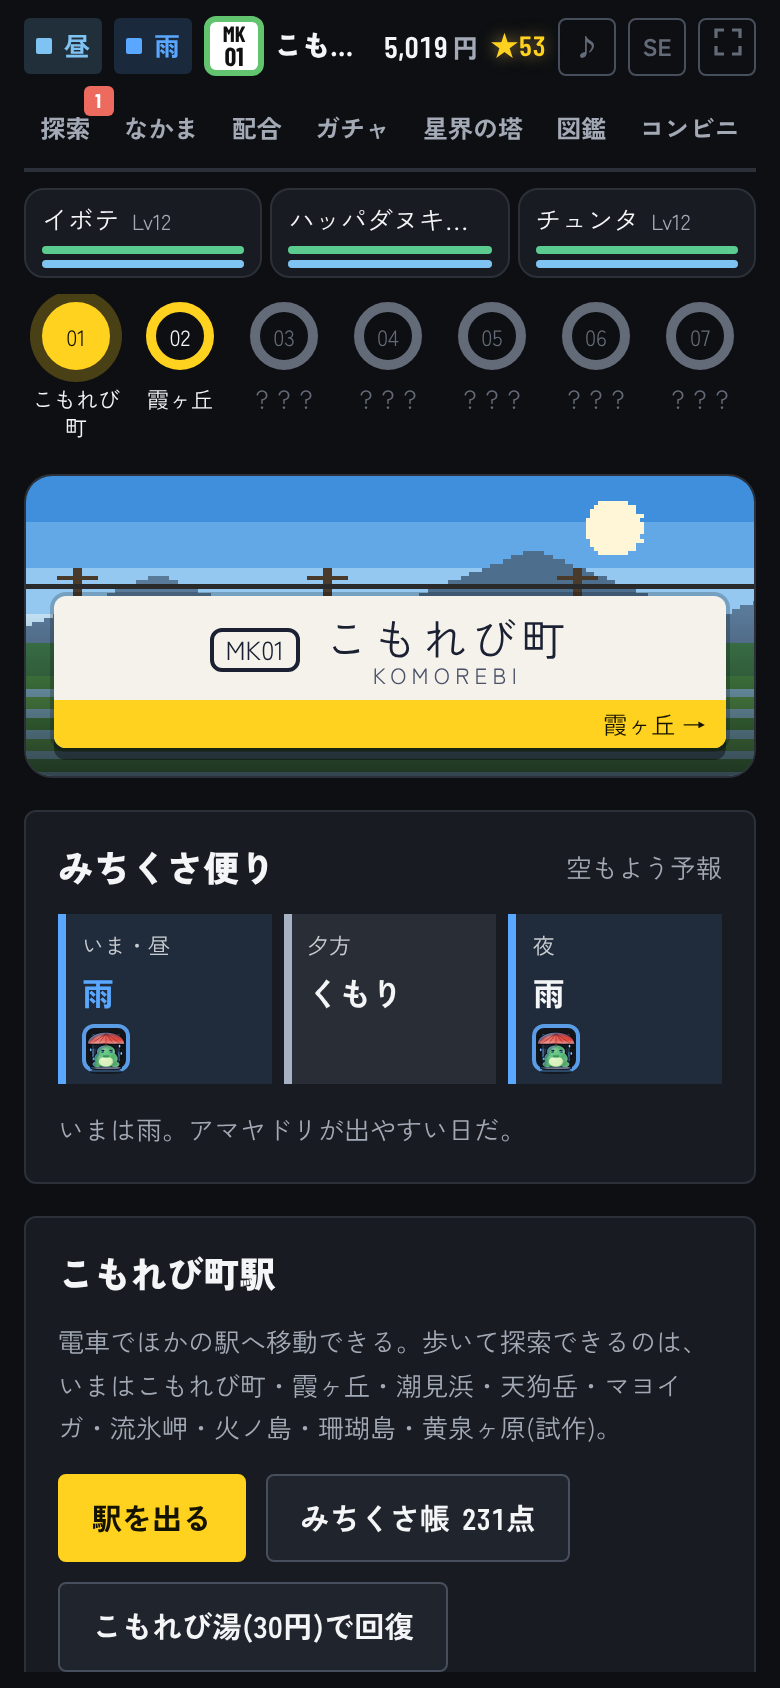 昼 雨 MK 01 こも… 5,019 円 ★53 ♪ SE
1
探索 なかま 配合 ガチャ 星界の塔 図鑑 コンビニ
イボテ Lv12 ハッパダヌキ… チュンタ Lv12
01 02 03 04 05 06 07
こもれび町 霞ヶ丘 ？？？ ？？？ ？？？ ？？？ ？？？
MK01 こもれび町
KOMOREBI
霞ヶ丘 →
みちくさ便り 空もよう予報
いま・昼 夕方 夜
雨 くもり 雨
いまは雨。アマヤドリが出やすい日だ。
こもれび町駅
電車でほかの駅へ移動できる。歩いて探索できるのは、
いまはこもれび町・霞ヶ丘・潮見浜・天狗岳・マヨイ
ガ・流氷岬・火ノ島・珊瑚島・黄泉ヶ原(試作)。
駅を出る みちくさ帳 231点
こもれび湯(30円)で回復